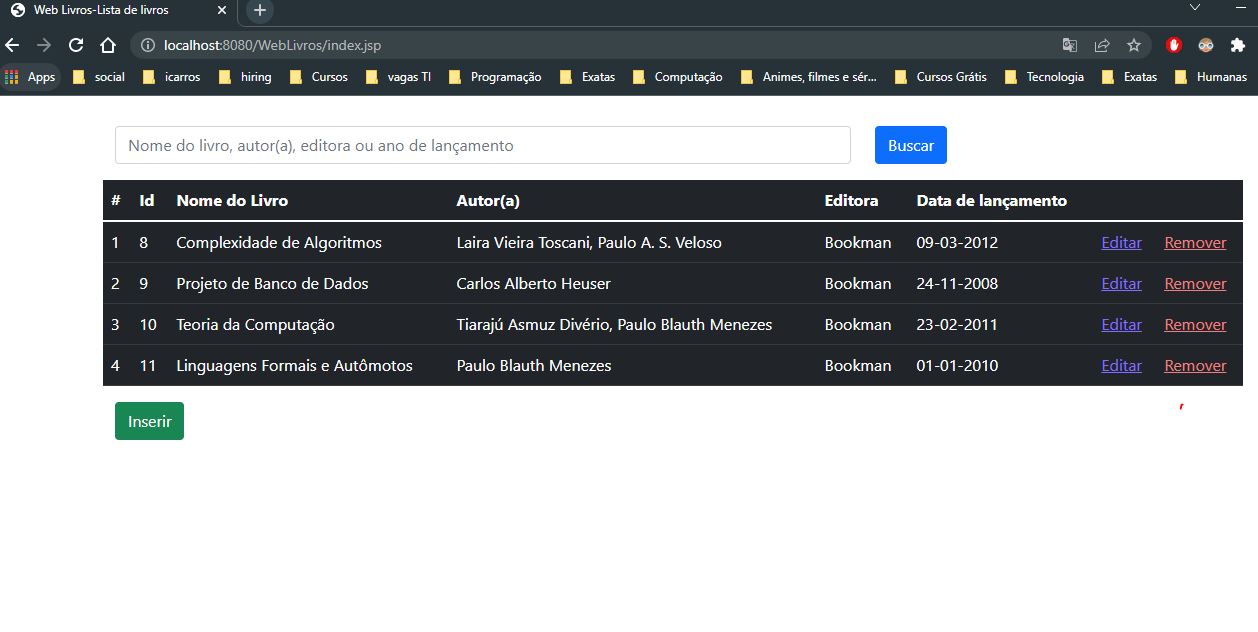 Web Livros-Lista de livros
localhost:8080/WebLivros/index.jsp
Apps social icarros hiring Cursos vagas TI Programação Exatas Computação Animes, filmes e sér... Cursos Grátis Tecnologia Exatas Humanas
Nome do livro, autor(a), editora ou ano de lançamento Buscar
# Id Nome do Livro Autor(a) Editora Data de lançamento
1 8 Complexidade de Algoritmos Laira Vieira Toscani, Paulo A. S. Veloso Bookman 09-03-2012 Editar Remover
2 9 Projeto de Banco de Dados Carlos Alberto Heuser Bookman 24-11-2008 Editar Remover
3 10 Teoria da Computação Tiarajú Asmuz Divério, Paulo Blauth Menezes Bookman 23-02-2011 Editar Remover
4 11 Linguagens Formais e Autômotos Paulo Blauth Menezes Bookman 01-01-2010 Editar Remover
Inserir